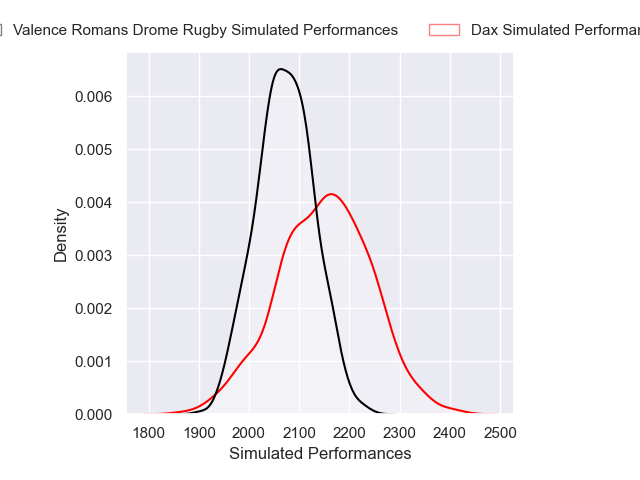 Valence Romans Drome Rugby Simulated Performances
Dax Simulated
0.006
0.005
0.004
0.003
0.002
0.001
0.000
Density
1800 1900 2000 2100 2200 2300 2400 2500
Simulated Performances